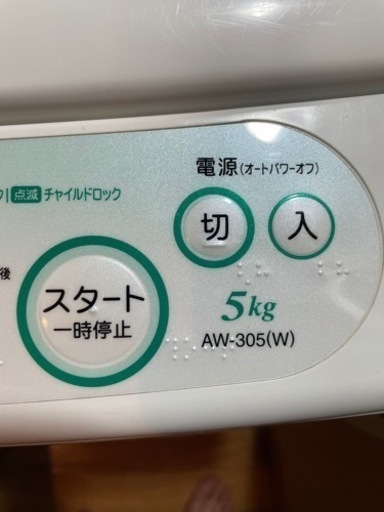 電源(オートパワーオフ)
点滅 チャイルドロック
切 入
後
スタート
一時停止
5kg
AW-305(W)